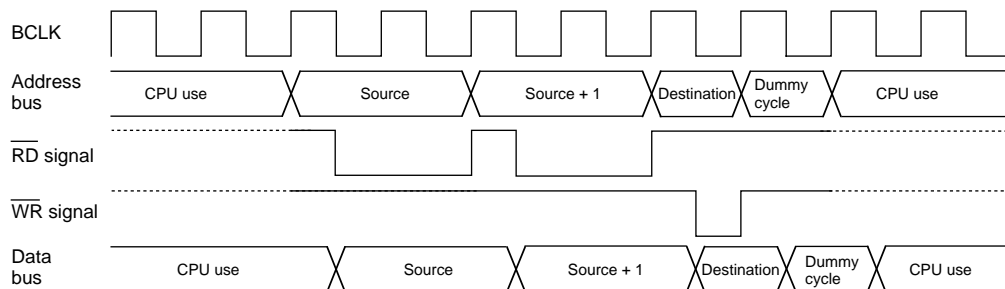 BCLK
Address
bus
CPU use
Source
Source + 1
Destination
Dummy
cycle
CPU use
RD signal
WR signal
Data
bus
CPU use
Source
Source + 1
Destination
Dummy
cycle
CPU use